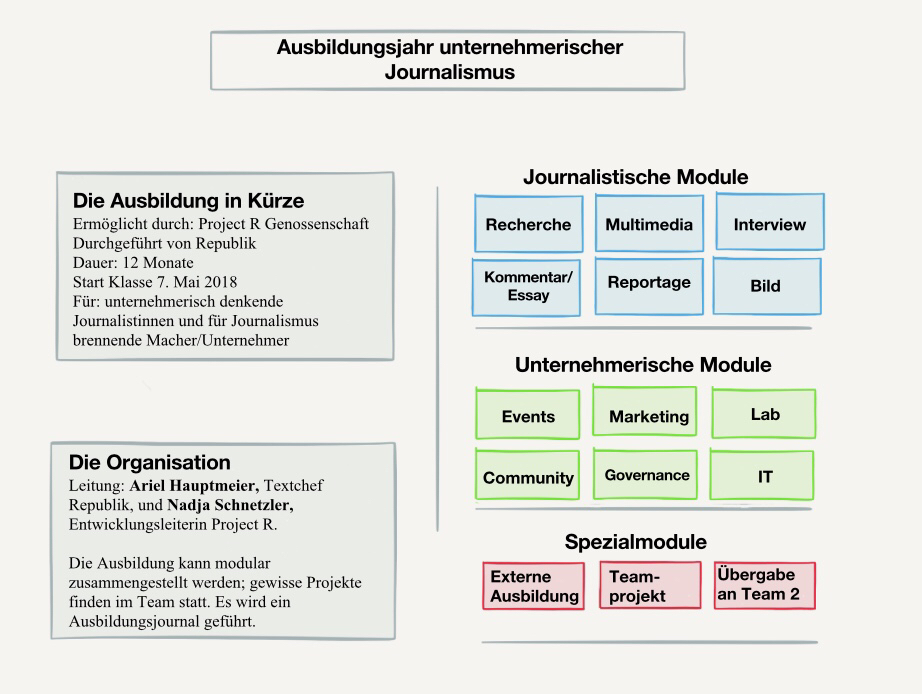 Ausbildungsjahr unternehmerischer
Journalismus
Die Ausbildung in Kürze
Ermöglicht durch: Project R Genossenschaft
Durchgeführt von Republik
Dauer: 12 Monate
Start Klasse 7. Mai 2018
Für: unternehmerisch denkende
Journalistinnen und für Journalismus
brennende Macher/Unternehmer
Die Organisation
Leitung: Ariel Hauptmeier, Textchef
Republik, und Nadja Schnetzler,
Entwicklungsleiterin Project R.
Die Ausbildung kann modular
zusammengestellt werden; gewisse Projekte
finden im Team statt. Es wird ein
Ausbildungsjournal geführt.
Journalistische Module
Recherche
Multimedia
Interview
Kommentar/
Essay
Reportage
Bild
Unternehmerische Module
Events
Marketing
Lab
Community
Governance
IT
Spezialmodule
Externe
Ausbildung
Team-
projekt
Übergabe
an Team 2